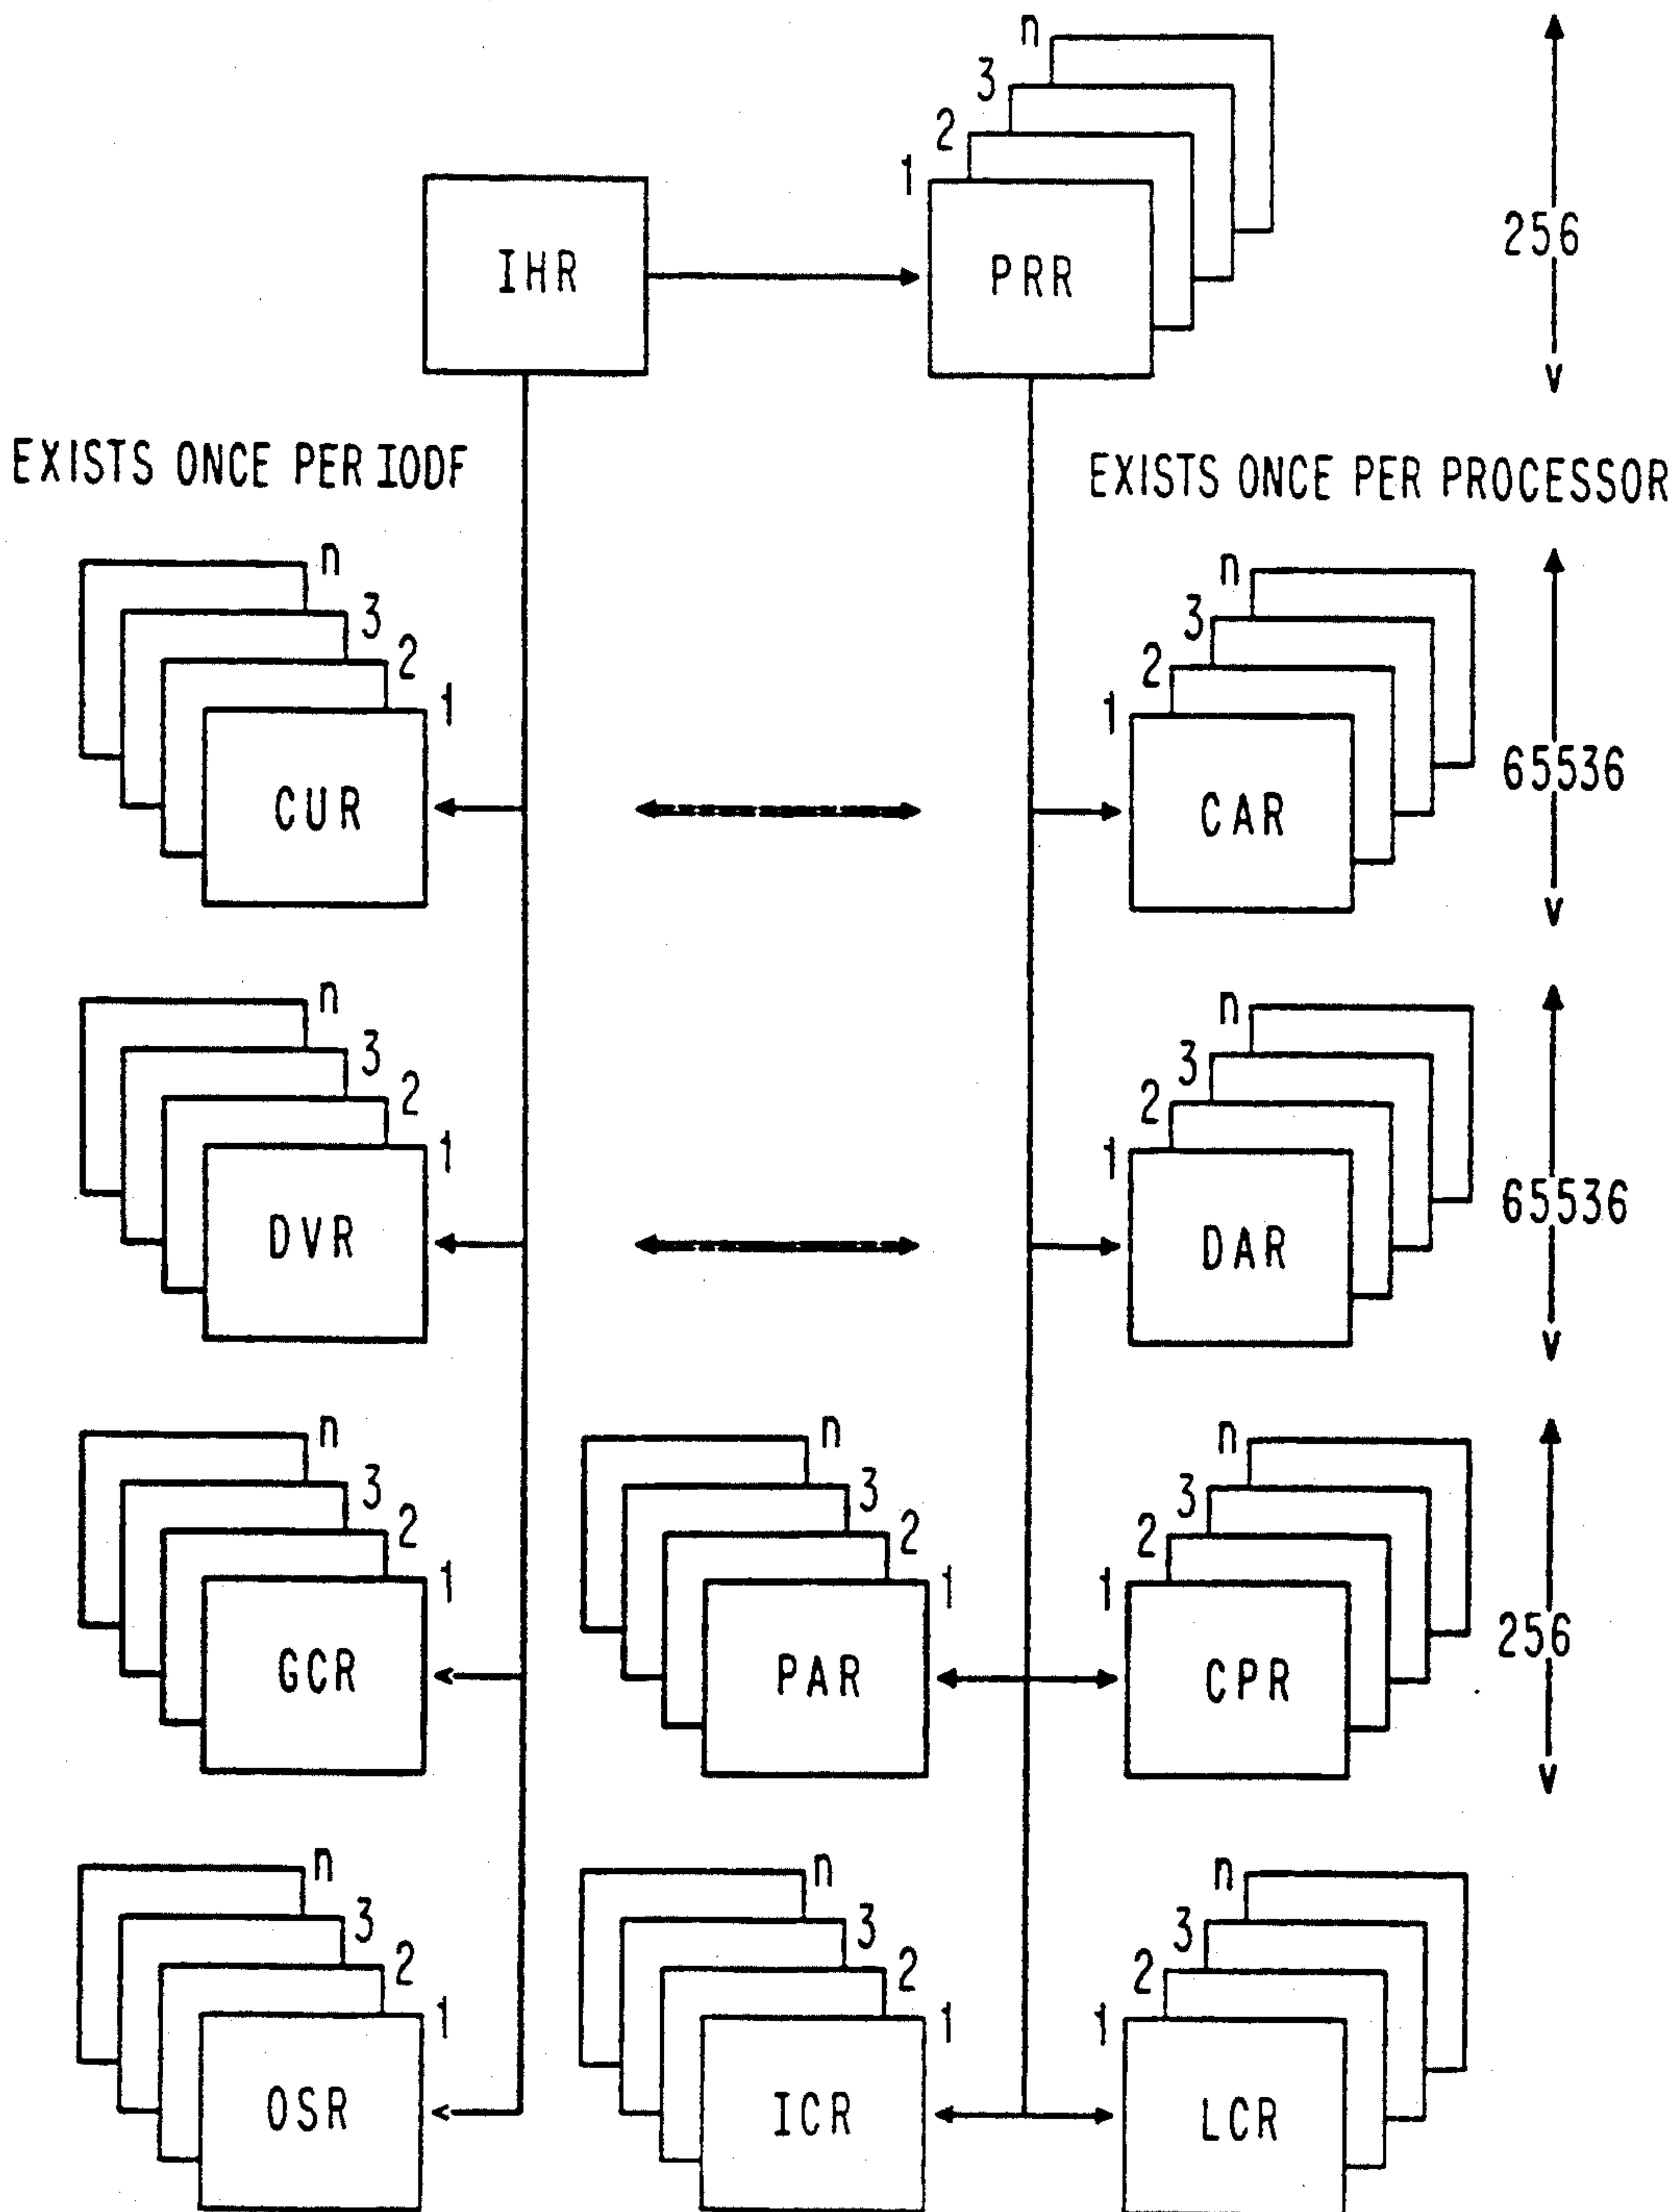 n
3
2
1
IHR
PRR
256
EXISTS ONCE PER IODF
EXISTS ONCE PER PROCESSOR
n
3
2
1
CUR
n
3
2
1
CAR
65536
n
3
2
1
DVR
n
3
2
1
DAR
65536
n
3
2
1
GCR
n
3
2
1
PAR
n
3
2
1
CPR
256
n
3
2
1
OSR
n
3
2
1
ICR
n
3
2
1
LCR